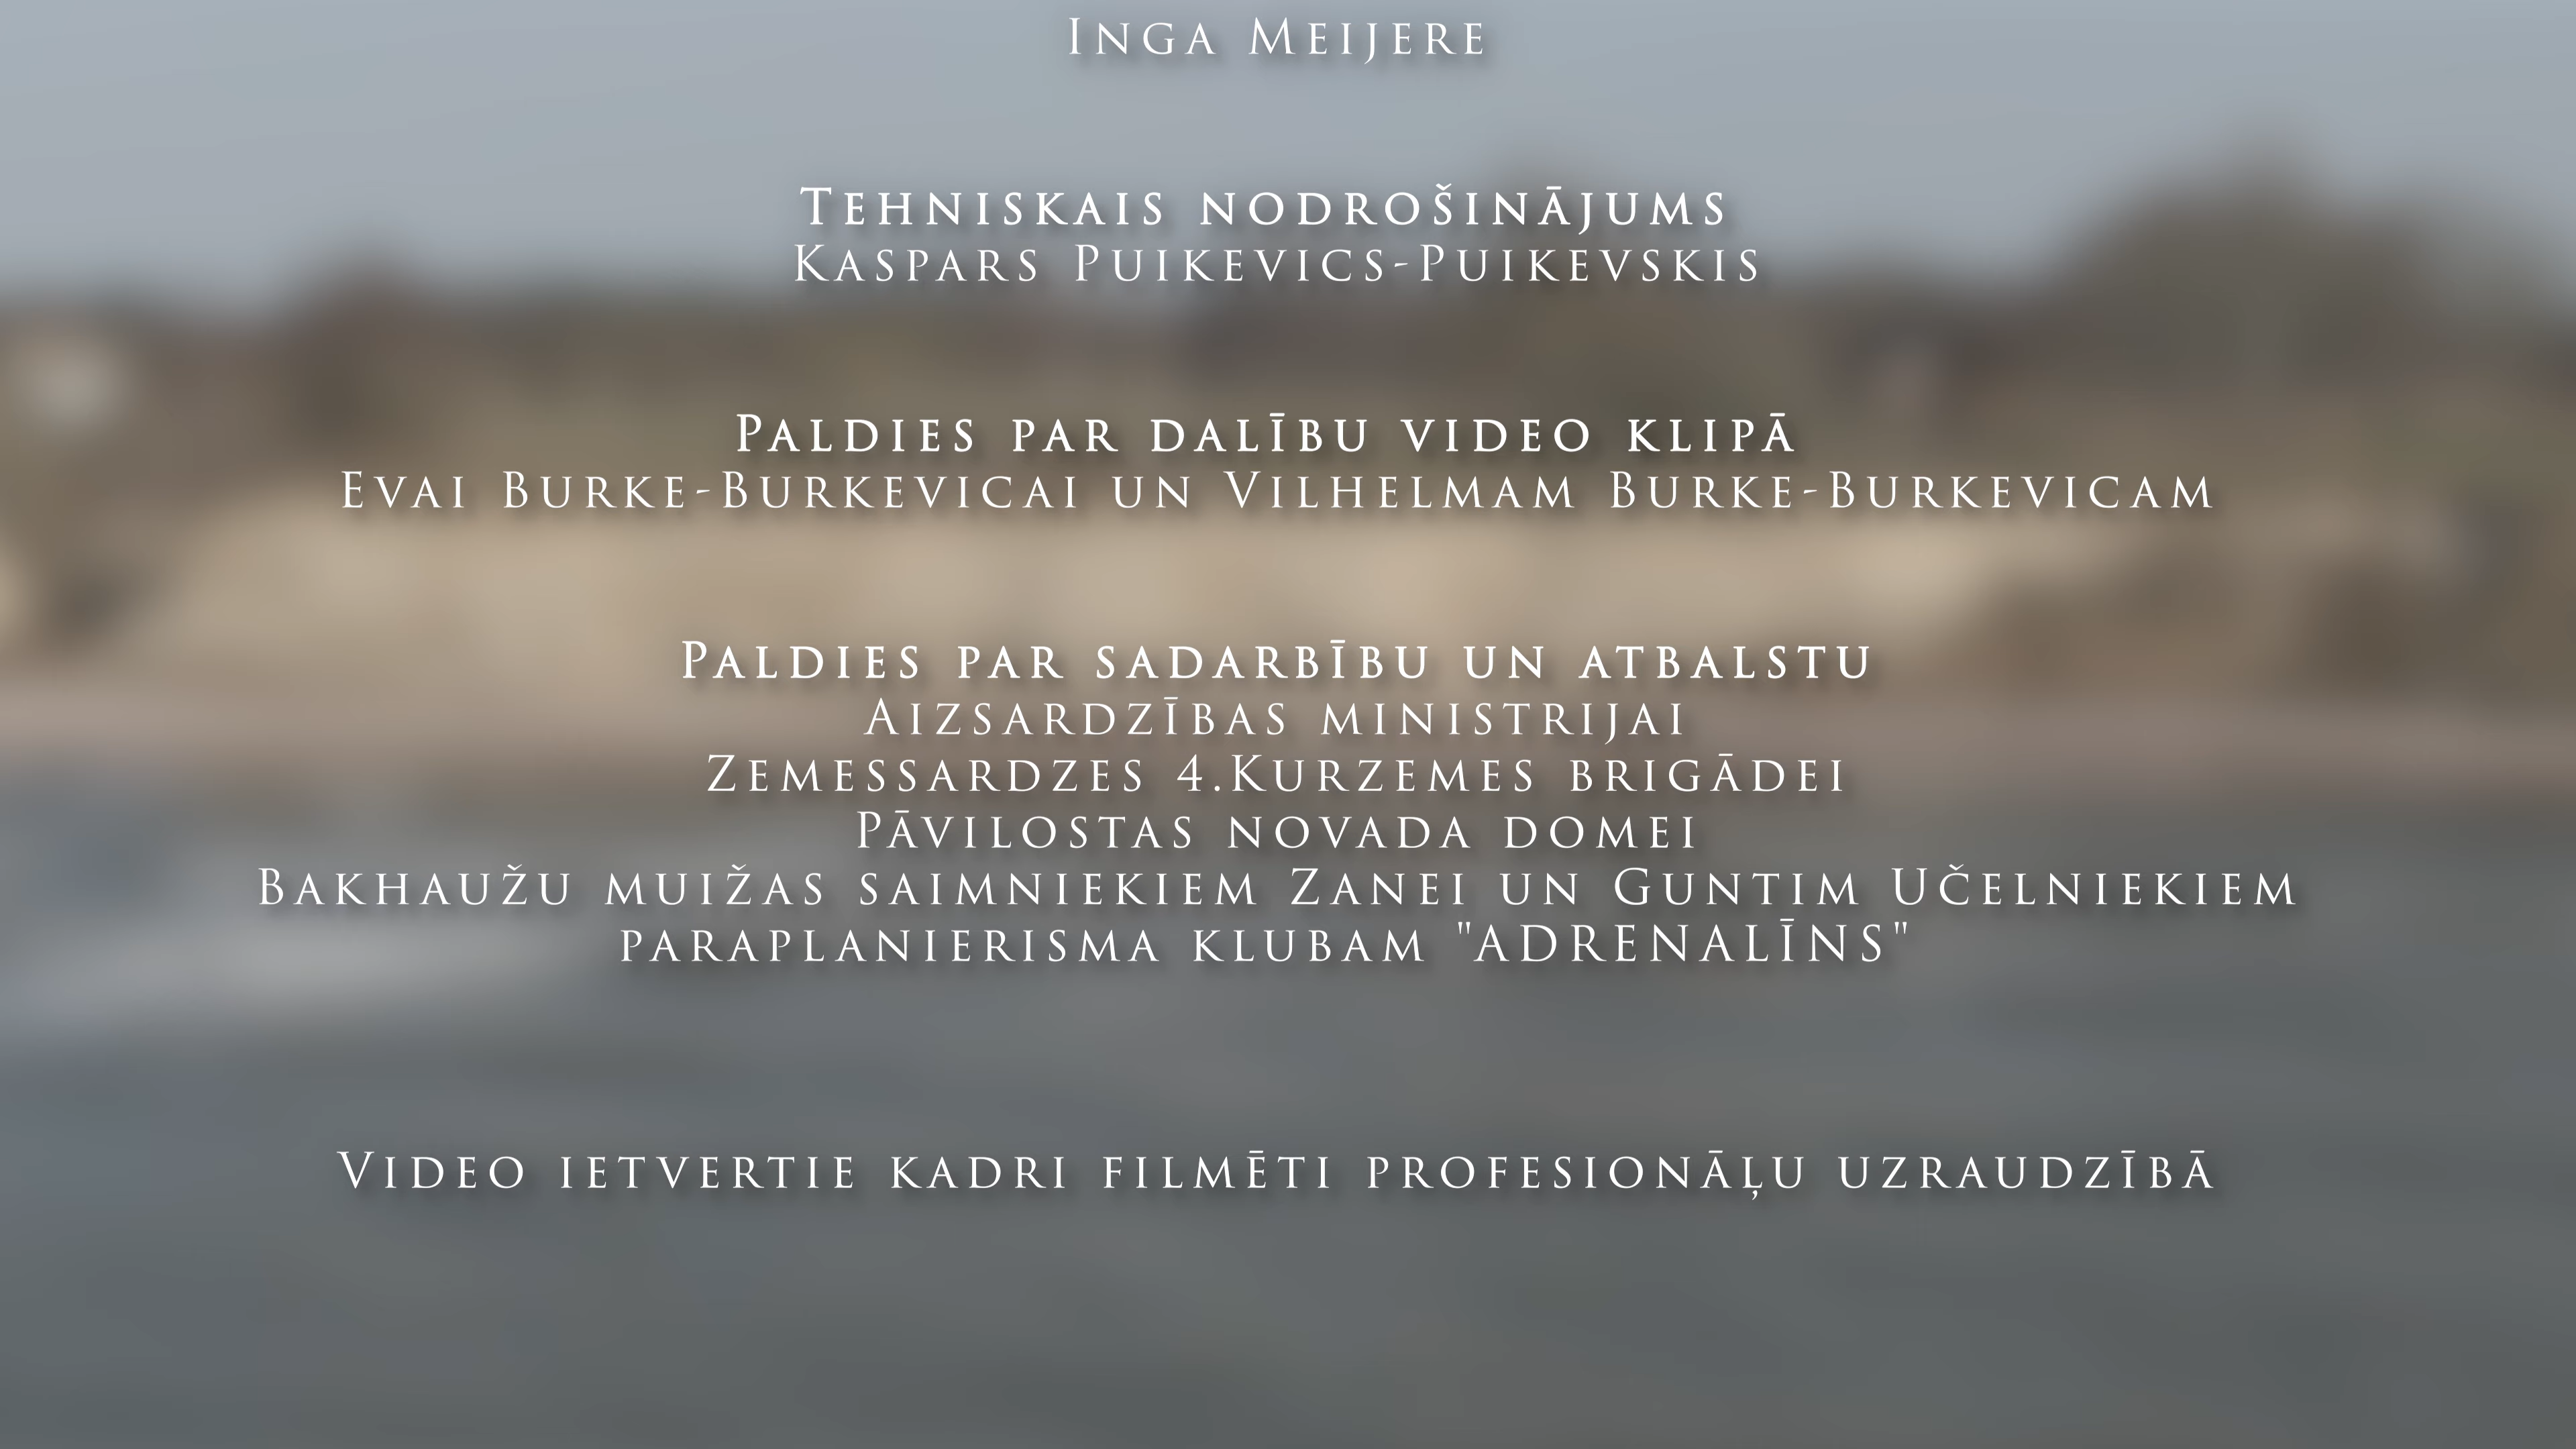 Inga Meijere
Tehniskais nodrošinājums
Kaspars Puikevics-Puikevskis
Paldies par dalību video klipā
Evai Burke-Burkevicai un Vilhelmam Burke-Burkevicam
Paldies par sadarbību un atbalstu
Aizsardzības ministrijai
Zemessardzes 4.Kurzemes brigādei
Pāvilostas novada domei
Bakhaužu muižas saimniekiem Zanei un Guntim Učelniekiem
paraplanierisma klubam "ADRENALĪNS"
Video ietvertie kadri filmēti profesionāļu uzraudzībā